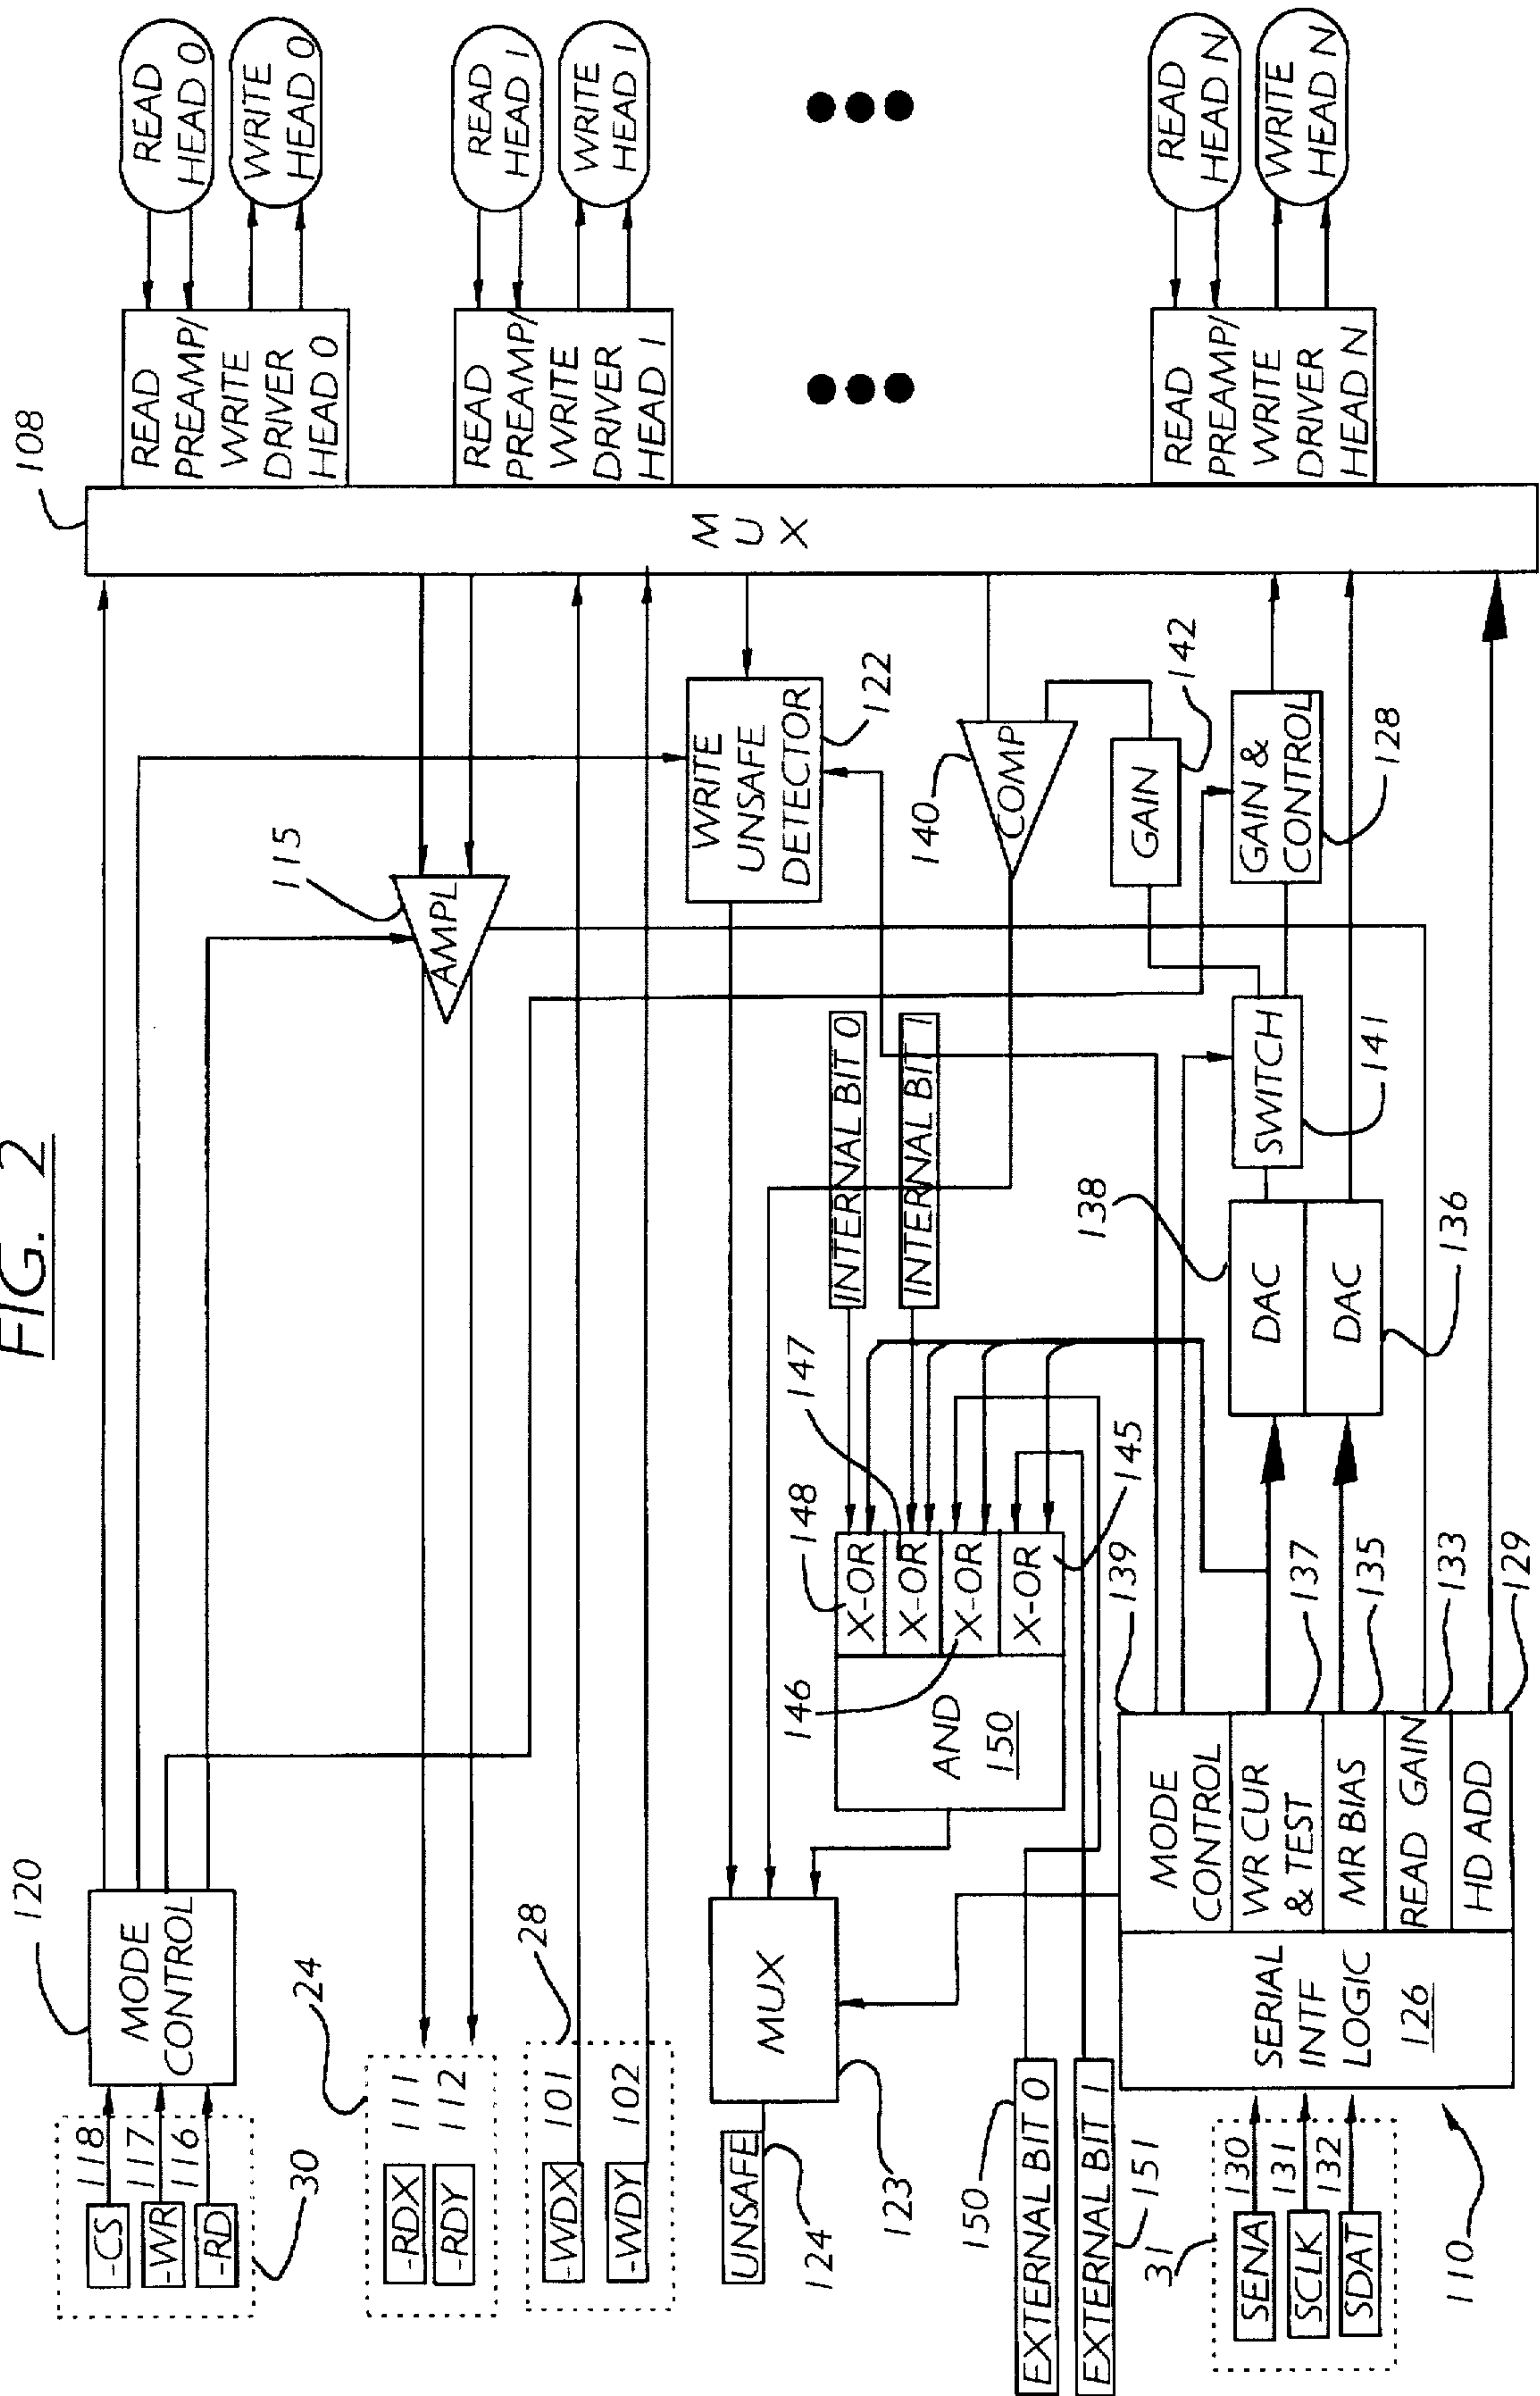 FIG. 2
108
READ
HEAD 0
WRITE
HEAD 0
READ
PREAMP/
WRITE
DRIVER
HEAD 0
READ
HEAD 1
WRITE
HEAD 1
READ
PREAMP/
WRITE
DRIVER
HEAD 1
READ
HEAD N
WRITE
HEAD N
READ
PREAMP/
WRITE
DRIVER
HEAD N
M
U
X
120
MODE
CONTROL
-CS
118
-WR
117
-RD
116
30
24
-RDX
111
-RDY
112
28
-WDX
101
-WDY
102
115
AMPL
WRITE
UNSAFE
DETECTOR
122
140
COMP
GAIN
142
GAIN &
CONTROL
128
INTERNAL BIT 0
INTERNAL BIT 1
SWITCH
141
138
DAC
DAC
136
147
148
X-OR
X-OR
X-OR
X-OR
145
146
AND
150
MUX
123
UNSAFE
124
150
EXTERNAL BIT 0
EXTERNAL BIT 1
151
139
MODE
CONTROL
WR CUR
& TEST
137
MR BIAS
135
READ GAIN
133
HD ADD
129
SERIAL
INTF
LOGIC
126
31
SENA
130
SCLK
131
SDAT
132
110